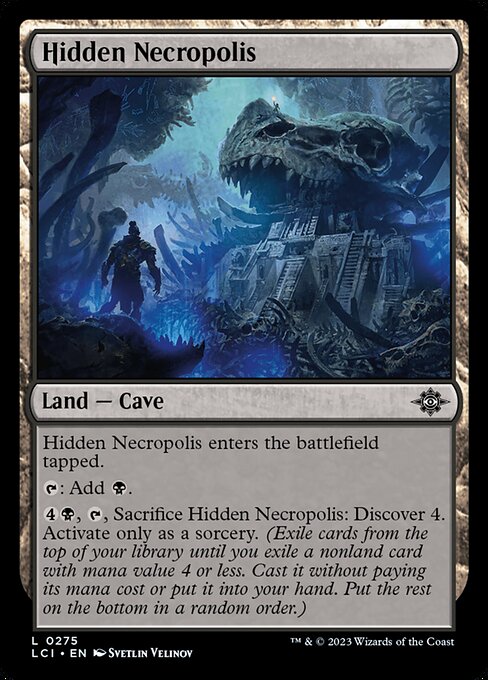 Hidden Necropolis
Land — Cave
Hidden Necropolis enters the battlefield
tapped.
: Add .
4, , Sacrifice Hidden Necropolis: Discover 4.
Activate only as a sorcery. (Exile cards from the
top of your library until you exile a nonland card
with mana value 4 or less. Cast it without paying
its mana cost or put it into your hand. Put the rest
on the bottom in a random order.)
L 0275
LCI • EN Svetlin Velinov
™ & © 2023 Wizards of the Coast